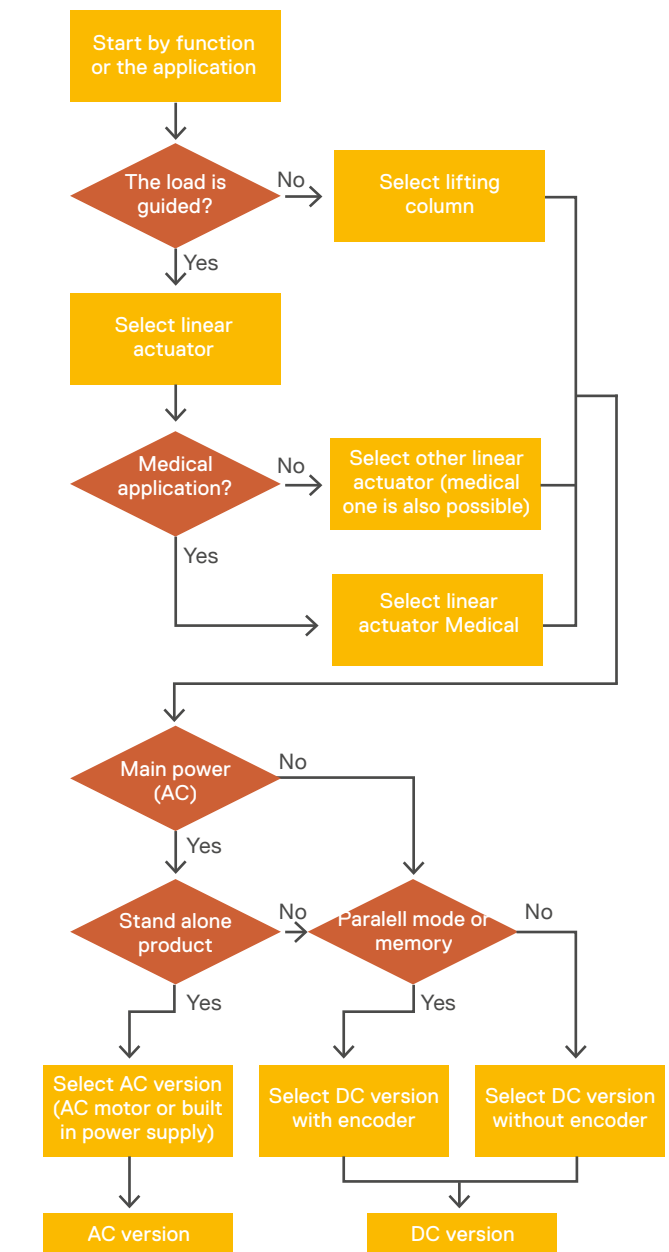 Start by function
or the application
The load is
guided?
No
Select lifting
column
Yes
Select linear
actuator
Medical
application?
No
Select other linear
actuator (medical
one is also possible)
Yes
Select linear
actuator Medical
Main power
(AC)
No
Yes
Stand alone
product
No
Paralell mode or
memory
No
Yes
Yes
Select AC version
(AC motor or built
in power supply)
Select DC version
with encoder
Select DC version
without encoder
AC version
DC version